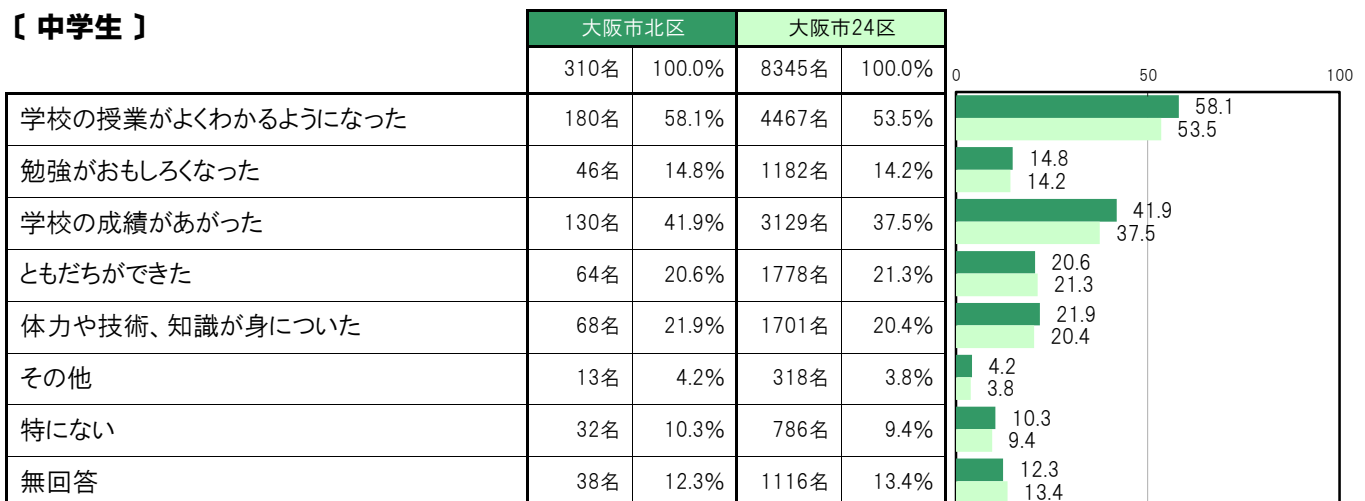 〔 中学生 〕
大阪市北区 大阪市24区
310名 100.0% 8345名 100.0% 0 50 100
学校の授業がよくわかるようになった 180名 58.1% 4467名 53.5% 58.1 53.5
勉強がおもしろくなった 46名 14.8% 1182名 14.2% 14.8 14.2
学校の成績があがった 130名 41.9% 3129名 37.5% 41.9 37.5
ともだちができた 64名 20.6% 1778名 21.3% 20.6 21.3
体力や技術、知識が身についた 68名 21.9% 1701名 20.4% 21.9 20.4
その他 13名 4.2% 318名 3.8% 4.2 3.8
特にない 32名 10.3% 786名 9.4% 10.3 9.4
無回答 38名 12.3% 1116名 13.4% 12.3 13.4